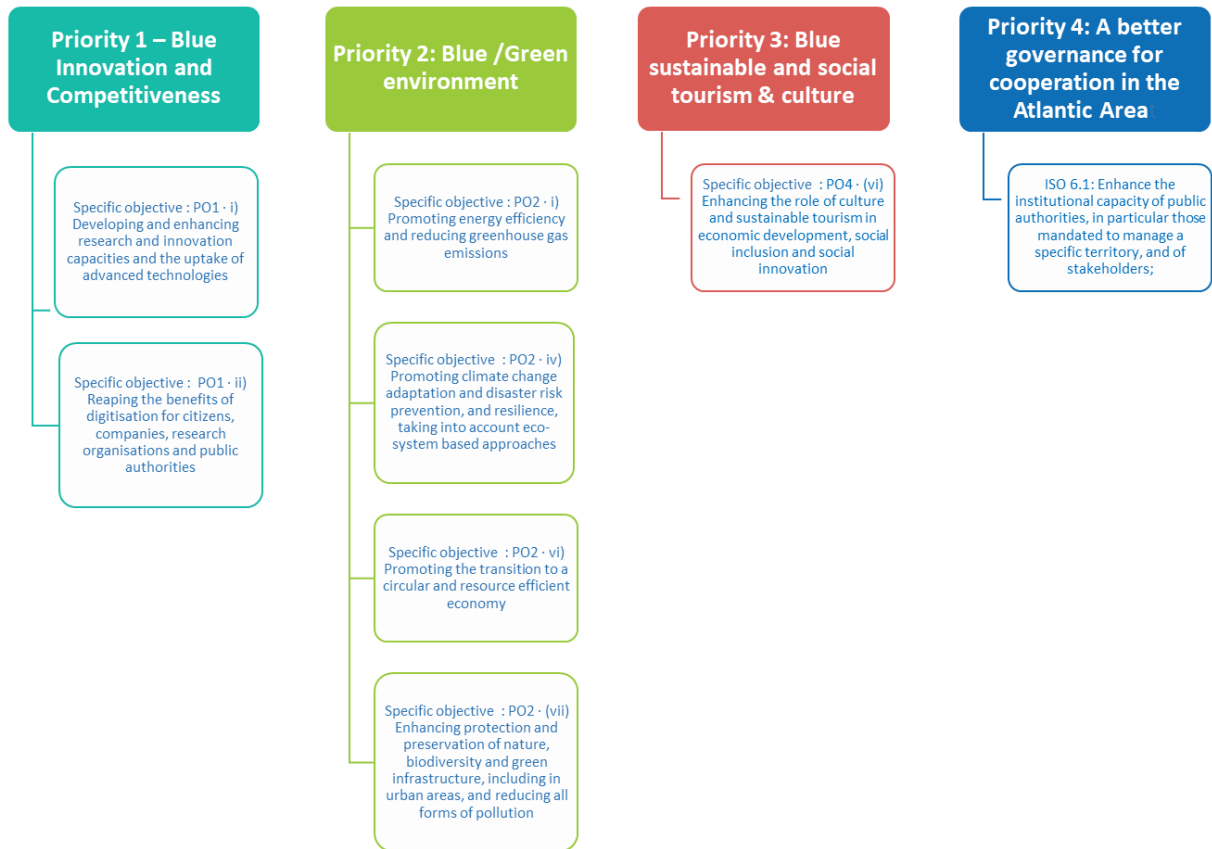 Priority 1 – Blue
Innovation and
Competitiveness
Specific objective : PO1 · i)
Developing and enhancing
research and innovation
capacities and the uptake of
advanced technologies
Specific objective :  PO1 · ii)
Reaping the benefits of
digitisation for citizens,
companies, research
organisations and public
authorities
Priority 2: Blue /Green
environment
Specific objective  : PO2 · i)
Promoting energy efficiency
and reducing greenhouse gas
emissions
Specific objective  : PO2 · iv)
Promoting climate change
adaptation and disaster risk
prevention, and resilience,
taking into account eco-
system based approaches
Specific objective  : PO2 · vi)
Promoting the transition to a
circular and resource efficient
economy
Specific objective  : PO2 · (vii)
Enhancing protection and
preservation of nature,
biodiversity and green
infrastructure, including in
urban areas, and reducing all
forms of pollution
Priority 3: Blue
sustainable and social
tourism & culture
Specific objective  : PO4 · (vi)
Enhancing the role of culture
and sustainable tourism in
economic development, social
inclusion and social
innovation
Priority 4: A better
governance for
cooperation in the
Atlantic Areat
ISO 6.1: Enhance the
institutional capacity of public
authorities, in particular those
mandated to manage a
specific territory, and of
stakeholders;